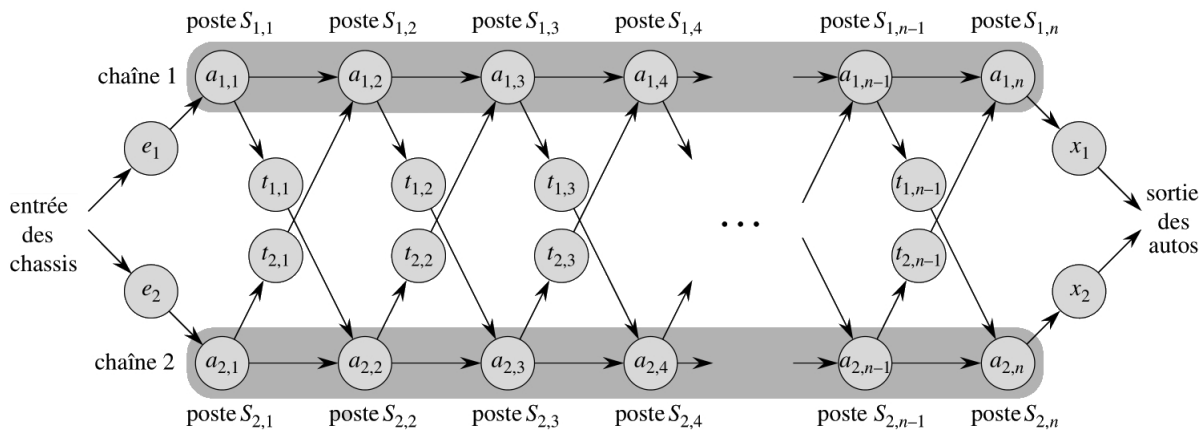 poste S1,1 poste S1,2 poste S1,3 poste S1,4 poste S1,n–1 poste S1,n
chaîne 1 a1,1 a1,2 a1,3 a1,4 a1,n–1 a1,n
e1 x1
t1,1 t1,2 t1,3 t1,n–1
entrée
des
chassis
...
sortie
des
autos
t2,1 t2,2 t2,3 t2,n–1
e2 x2
chaîne 2 a2,1 a2,2 a2,3 a2,4 a2,n–1 a2,n
poste S2,1 poste S2,2 poste S2,3 poste S2,4 poste S2,n–1 poste S2,n